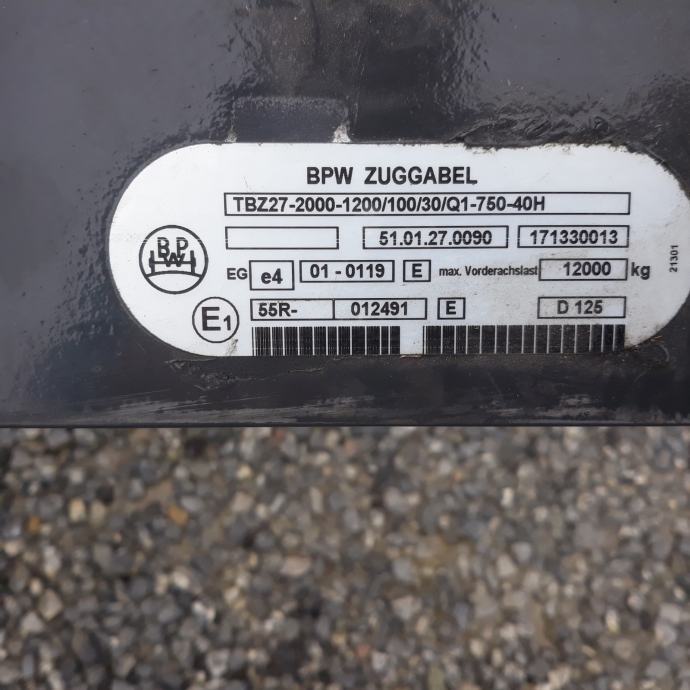 BPW ZUGGABEL
TBZ27-2000-1200/100/30/Q1-750-40H
BPW
51.01.27.0090 171330013
EG e4 01 - 0119 E max. Vorderachslast 12000 kg
21301
E1 55R- 012491 E D 125